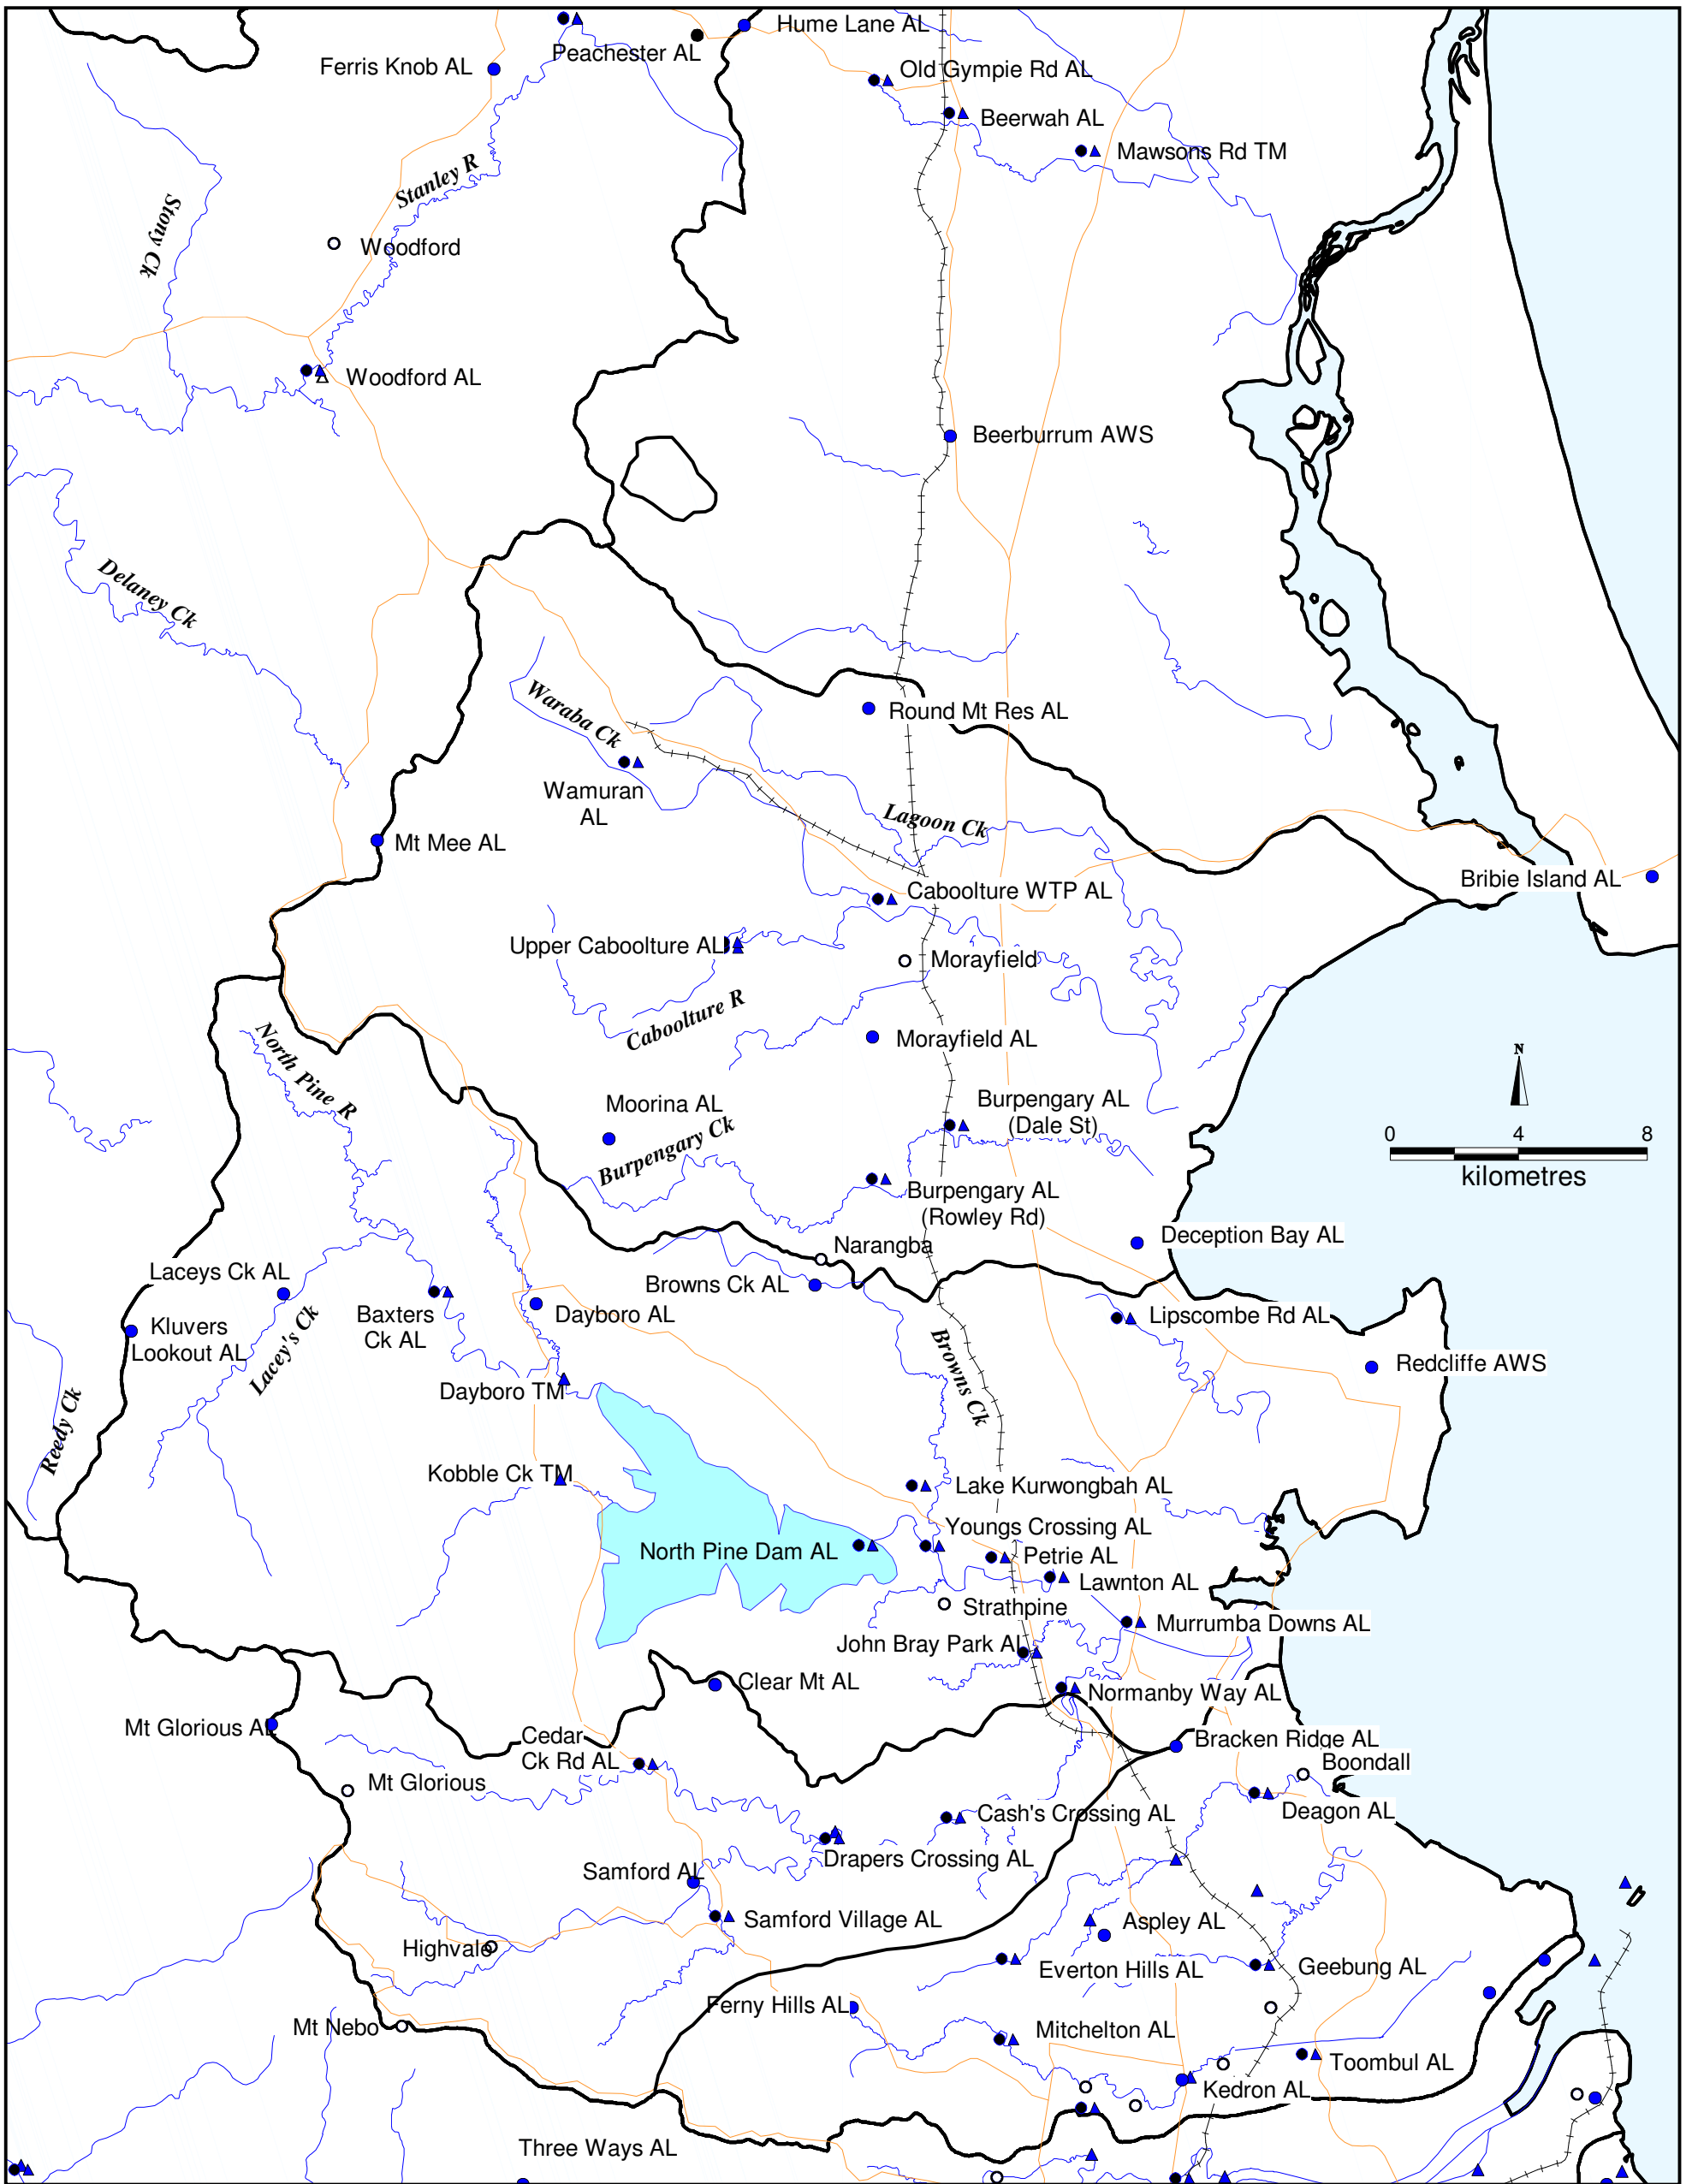 Hume Lane AL
Peachester AL
Ferris Knob AL
Old Gympie Rd AL
Beerwah AL
Mawsons Rd TM
Stanley R
Stony Ck
Woodford
Woodford AL
Beerburrum AWS
Delaney Ck
Waraba Ck
Round Mt Res AL
Wamuran
AL
Lagoon Ck
Mt Mee AL
Bribie Island AL
Caboolture WTP AL
Upper Caboolture AL
Morayfield
Caboolture R
North Pine R
Morayfield AL
N
Moorina AL
Burpengary AL
(Dale St)
0 4 8
kilometres
Burpengary Ck
Burpengary AL
(Rowley Rd)
Deception Bay AL
Narangba
Laceys Ck AL
Browns Ck AL
Baxters
Ck AL
Dayboro AL
Lipscombe Rd AL
Kluvers
Lookout AL
Lacey's Ck
Browns Ck
Redcliffe AWS
Dayboro TM
Reedy Ck
Kobble Ck TM
Lake Kurwongbah AL
Youngs Crossing AL
North Pine Dam AL
Petrie AL
Lawnton AL
Strathpine
Murrumba Downs AL
John Bray Park AL
Clear Mt AL
Normanby Way AL
Mt Glorious AL
Cedar
Ck Rd AL
Bracken Ridge AL
Boondall
Mt Glorious
Deagon AL
Cash's Crossing AL
Drapers Crossing AL
Samford AL
Samford Village AL
Aspley AL
Highvale
Everton Hills AL
Geebung AL
Ferny Hills AL
Mt Nebo
Mitchelton AL
Toombul AL
Kedron AL
Three Ways AL